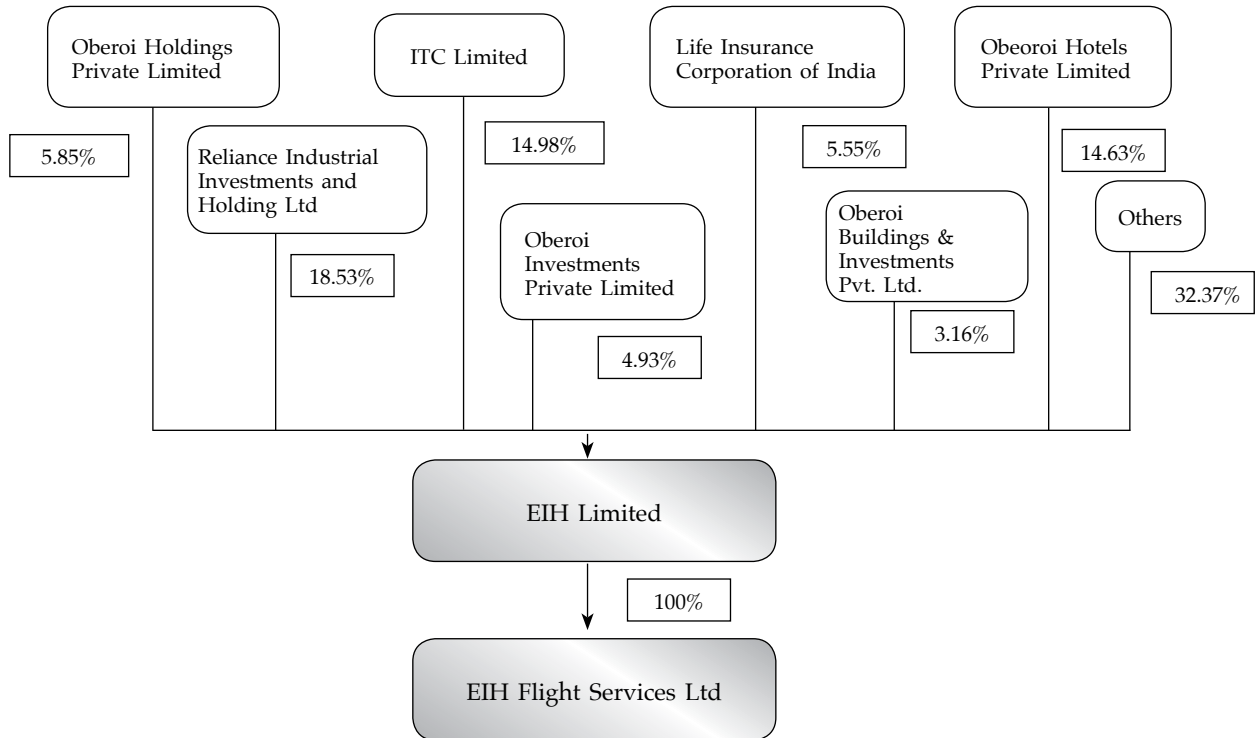 Oberoi Holdings
Private Limited
5.85%
ITC Limited
14.98%
Life Insurance
Corporation of India
5.55%
Obeoroi Hotels
Private Limited
14.63%
Reliance Industrial
Investments and
Holding Ltd
18.53%
Oberoi
Investments
Private Limited
4.93%
Oberoi
Buildings &
Investments
Pvt. Ltd.
3.16%
Others
32.37%
EIH Limited
100%
EIH Flight Services Ltd